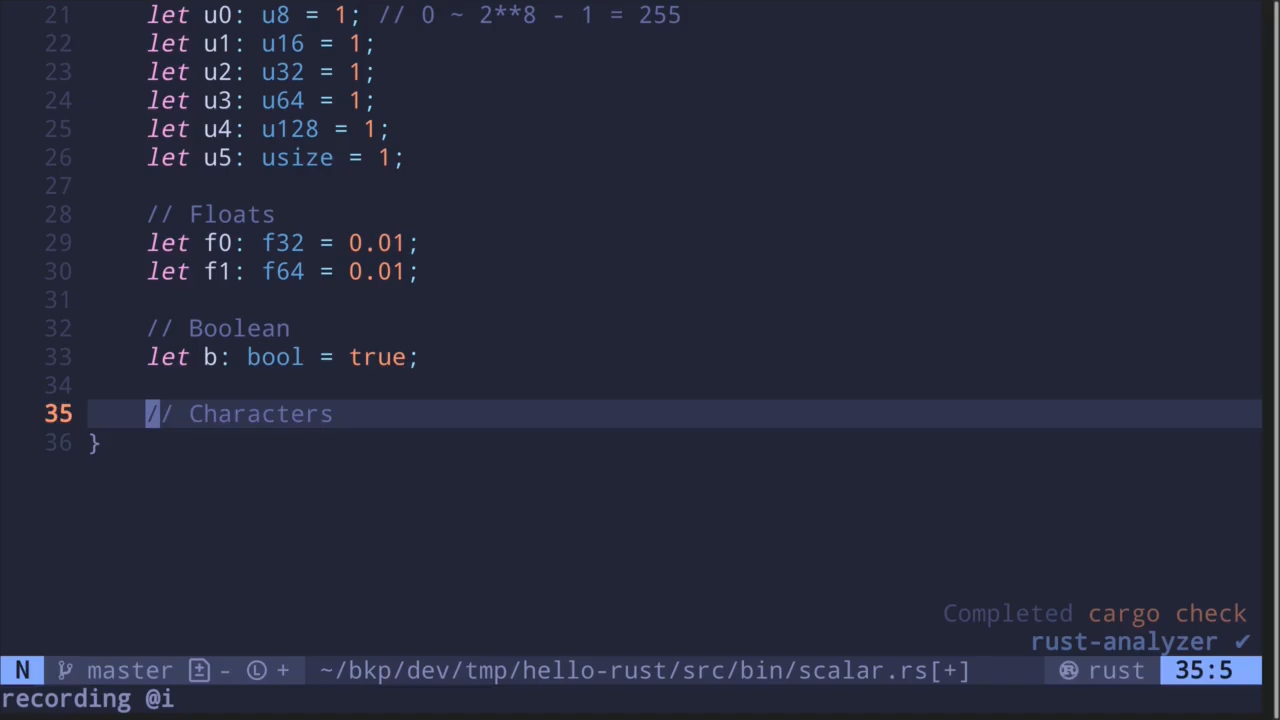 21 let u0: u8 = 1; // 0 ~ 2**8 - 1 = 255
22 let u1: u16 = 1;
23 let u2: u32 = 1;
24 let u3: u64 = 1;
25 let u4: u128 = 1;
26 let u5: usize = 1;
27
28 // Floats
29 let f0: f32 = 0.01;
30 let f1: f64 = 0.01;
31
32 // Boolean
33 let b: bool = true;
34
35 // Characters
36 }
Completed cargo check
rust-analyzer ✔
N master - L + ~/bkp/dev/tmp/hello-rust/src/bin/scalar.rs[+] rust 35:5
recording @i